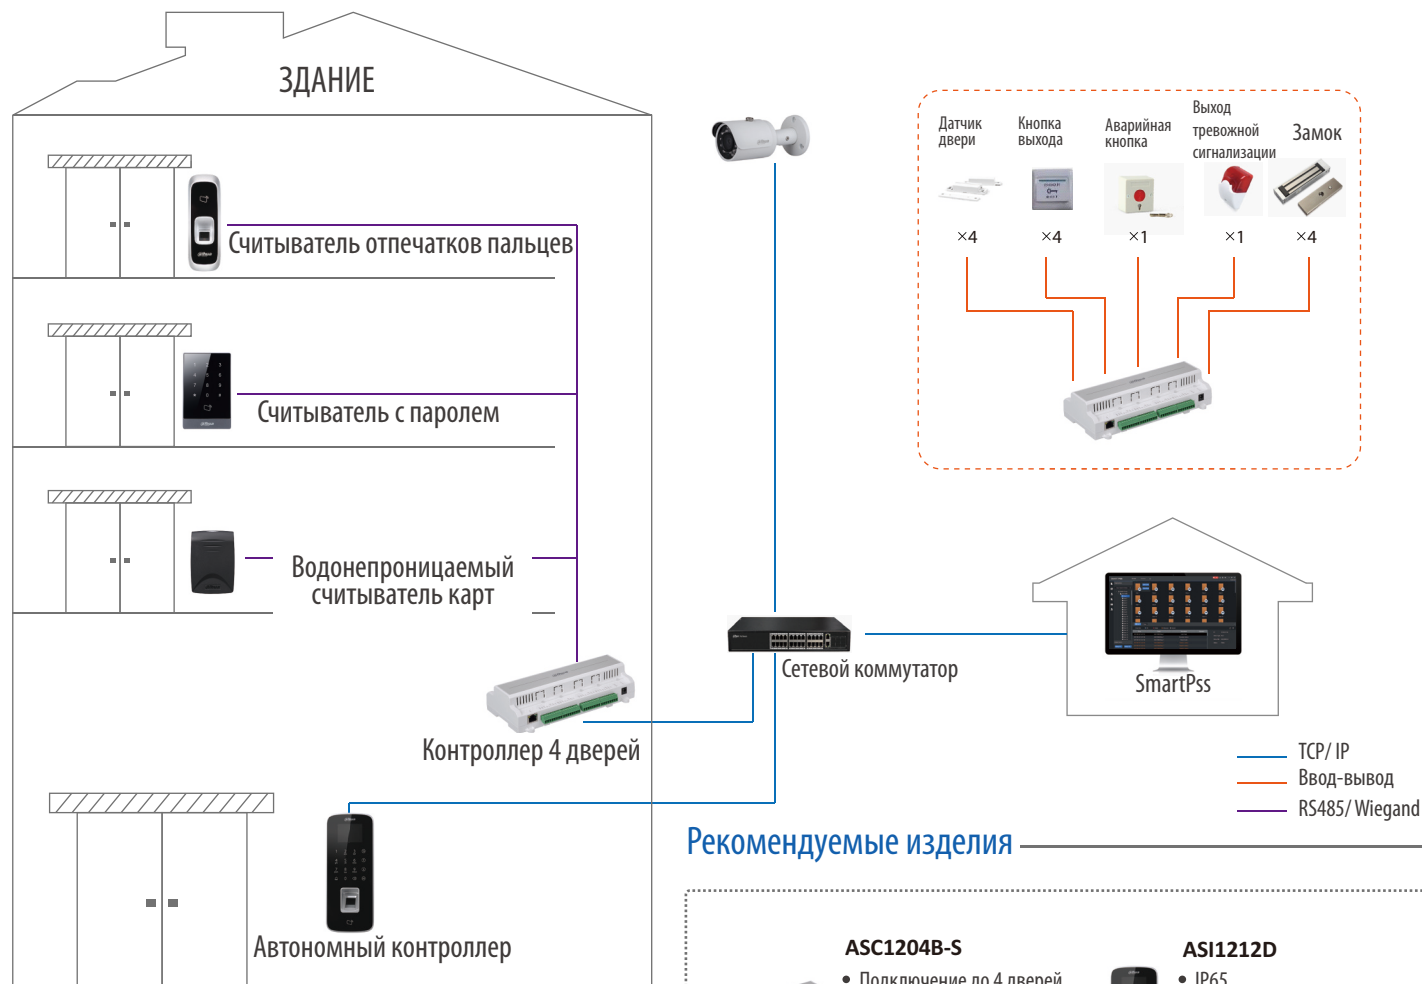 ЗДАНИЕ
Считыватель отпечатков пальцев
Считыватель с паролем
Водонепроницаемый
считыватель карт
Контроллер 4 дверей
Автономный контроллер
Датчик
двери
Кнопка
выхода
Аварийная
кнопка
Выход
тревожной
сигнализации
Замок
×4
×4
×1
×1
×4
Сетевой коммутатор
SmartPss
TCP/ IP
Ввод-вывод
RS485/ Wiegand
Рекомендуемые изделия
ASC1204B-S
• Подключение до 4 дверей
ASI1212D
• IP65